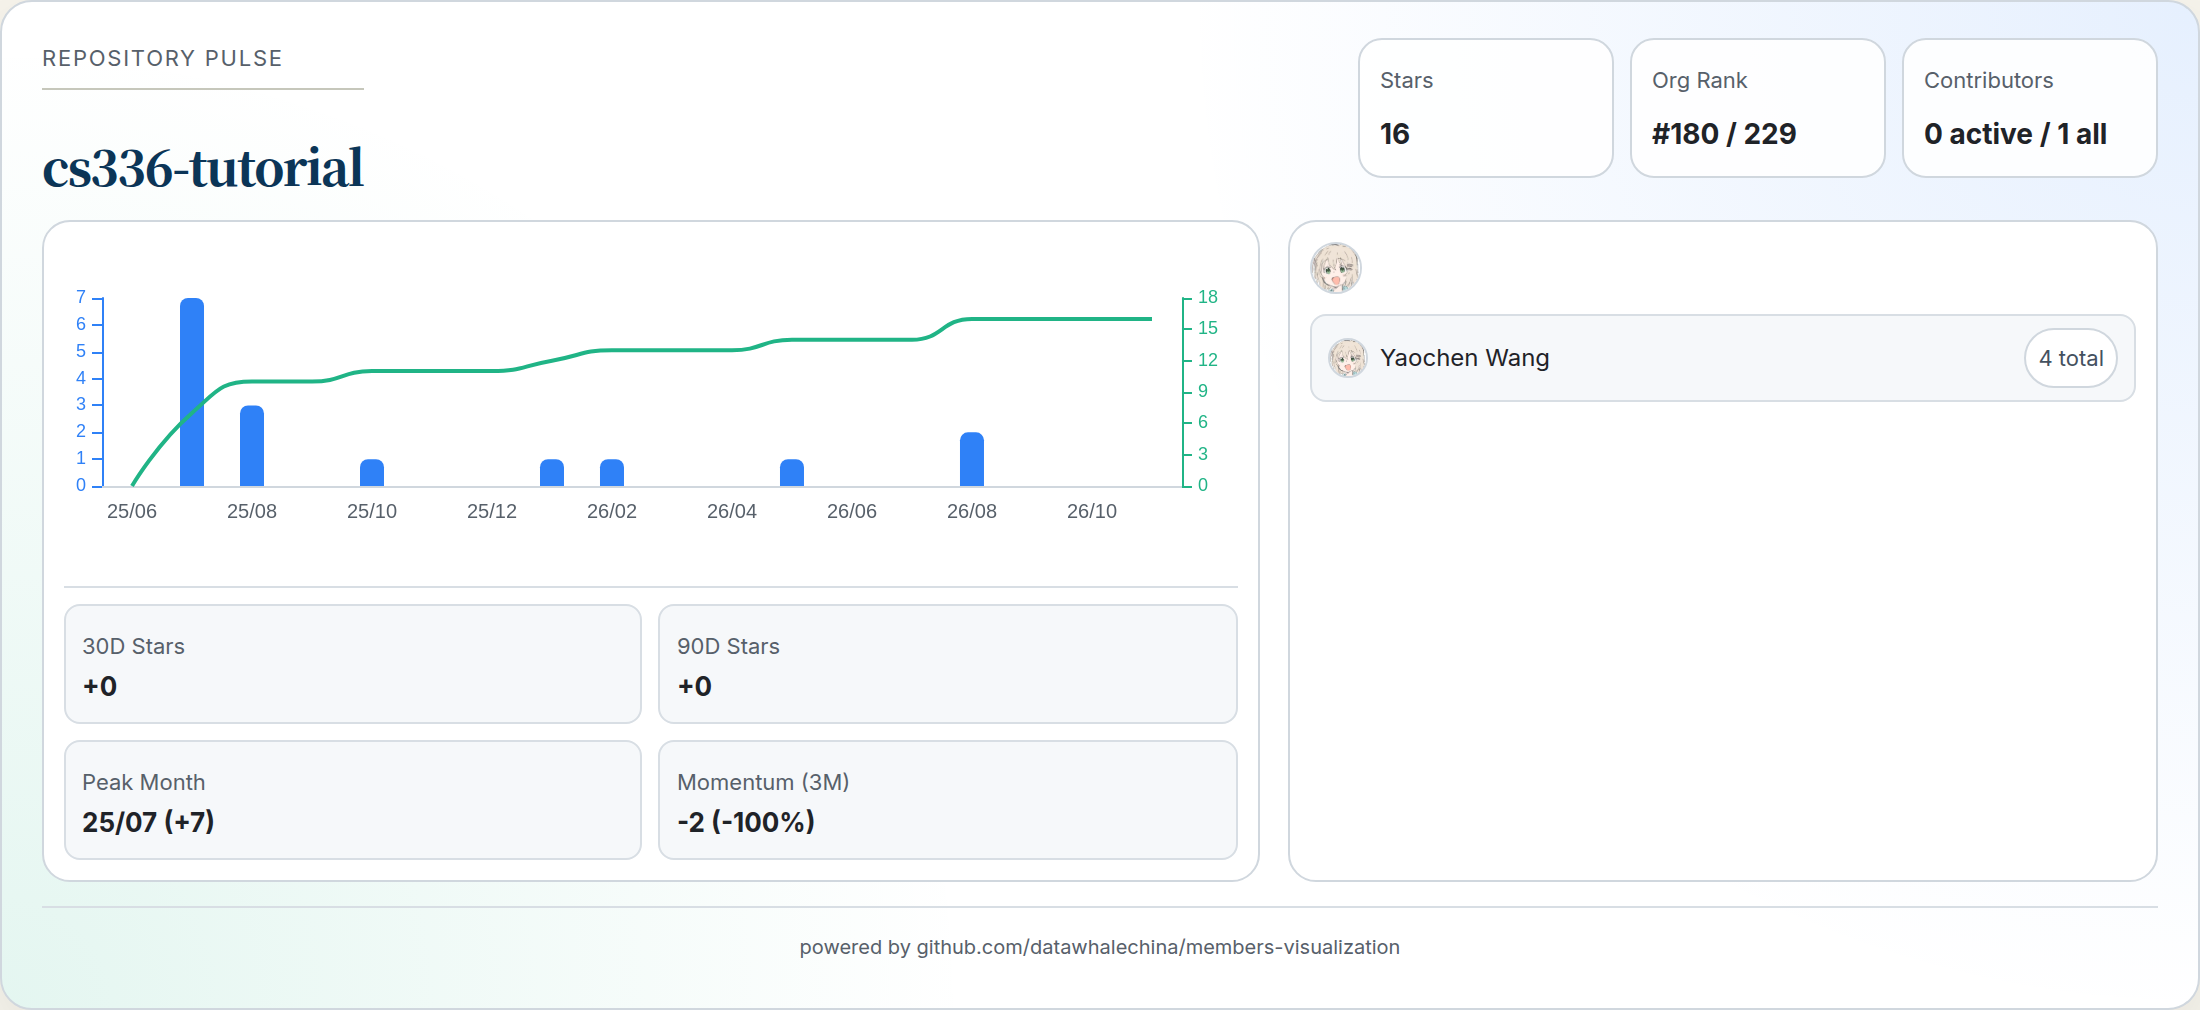 REPOSITORY PULSE
cs336-tutorial
Stars
16
Org Rank
#180 / 229
Contributors
0 active / 1 all
7
6
5
4
3
2
1
0
18
15
12
9
6
3
0
25/06 25/08 25/10 25/12 26/02 26/04 26/06 26/08 26/10
30D Stars
+0
90D Stars
+0
Peak Month
25/07 (+7)
Momentum (3M)
-2 (-100%)
Yaochen Wang
4 total
powered by github.com/datawhalechina/members-visualization